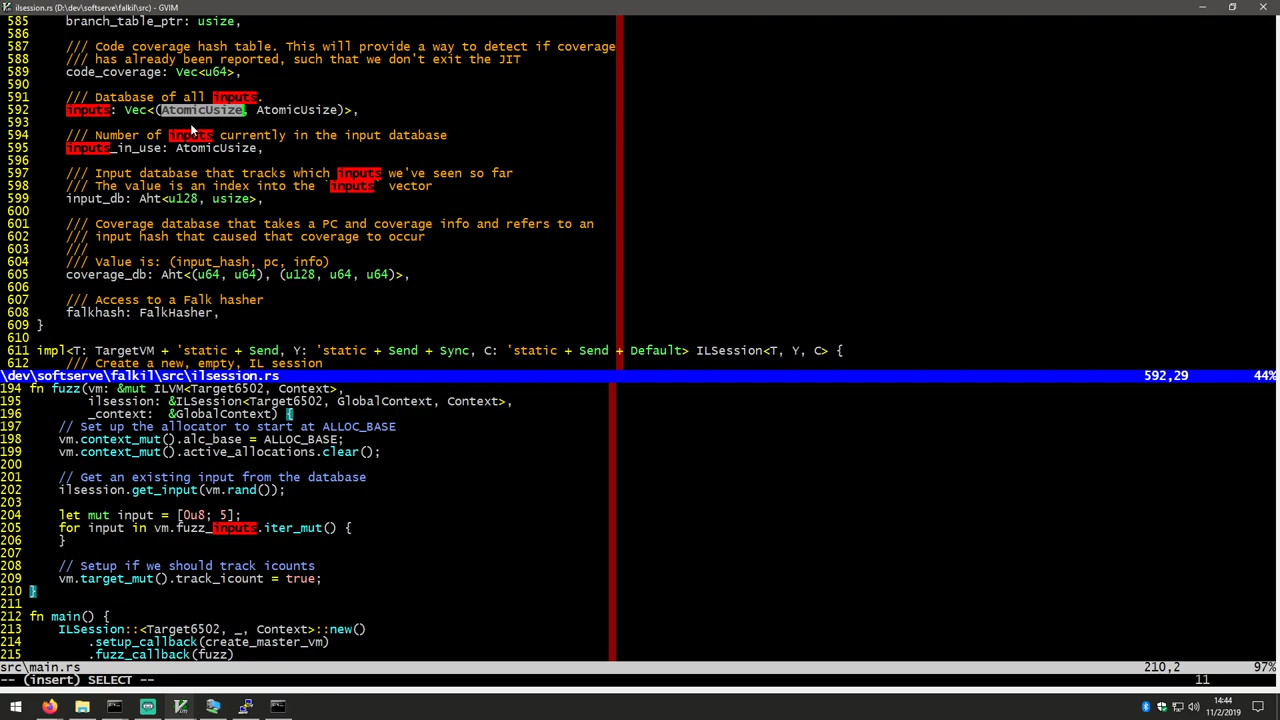 ilsession.rs (D:\dev\softserve\falkil\src) - GVIM
585     branch_table_ptr: usize,
586
587     /// Code coverage hash table. This will provide a way to detect if coverage
588     /// has already been reported, such that we don't exit the JIT
589     code_coverage: Vec<u64>,
590
591     /// Database of all inputs.
592     inputs: Vec<(AtomicUsize, AtomicUsize)>,
593
594     /// Number of inputs currently in the input database
595     inputs_in_use: AtomicUsize,
596
597     /// Input database that tracks which inputs we've seen so far
598     /// The value is an index into the `inputs` vector
599     input_db: Aht<u128, usize>,
600
601     /// Coverage database that takes a PC and coverage info and refers to an
602     /// input hash that caused that coverage to occur
603     ///
604     /// Value is: (input_hash, pc, info)
605     coverage_db: Aht<(u64, u64), (u128, u64, u64)>,
606
607     /// Access to a Falk hasher
608     falkhash: FalkHasher,
609 }
610
611 impl<T: TargetVM + 'static + Send, Y: 'static + Send + Sync, C: 'static + Send + Default> ILSession<T, Y, C> {
612     /// Create a new, empty, IL session
\dev\softserve\falkil\src\ilsession.rs 592,29 44%
194 fn fuzz(vm: &mut ILVM<Target6502, Context>,
195         ilsession: &ILSession<Target6502, GlobalContext, Context>,
196         _context:  &GlobalContext) {
197     // Set up the allocator to start at ALLOC_BASE
198     vm.context_mut().alc_base = ALLOC_BASE;
199     vm.context_mut().active_allocations.clear();
200
201     // Get an existing input from the database
202     ilsession.get_input(vm.rand());
203
204     let mut input = [0u8; 5];
205     for input in vm.fuzz_inputs.iter_mut() {
206     }
207
208     // Setup if we should track icounts
209     vm.target_mut().track_icount = true;
210 }
211
212 fn main() {
213     ILSession::<Target6502, _, Context>::new()
214         .setup_callback(create_master_vm)
215         .fuzz_callback(fuzz)
src\main.rs 210,2 97%
-- (insert) SELECT -- 11
14:44
11/2/2019